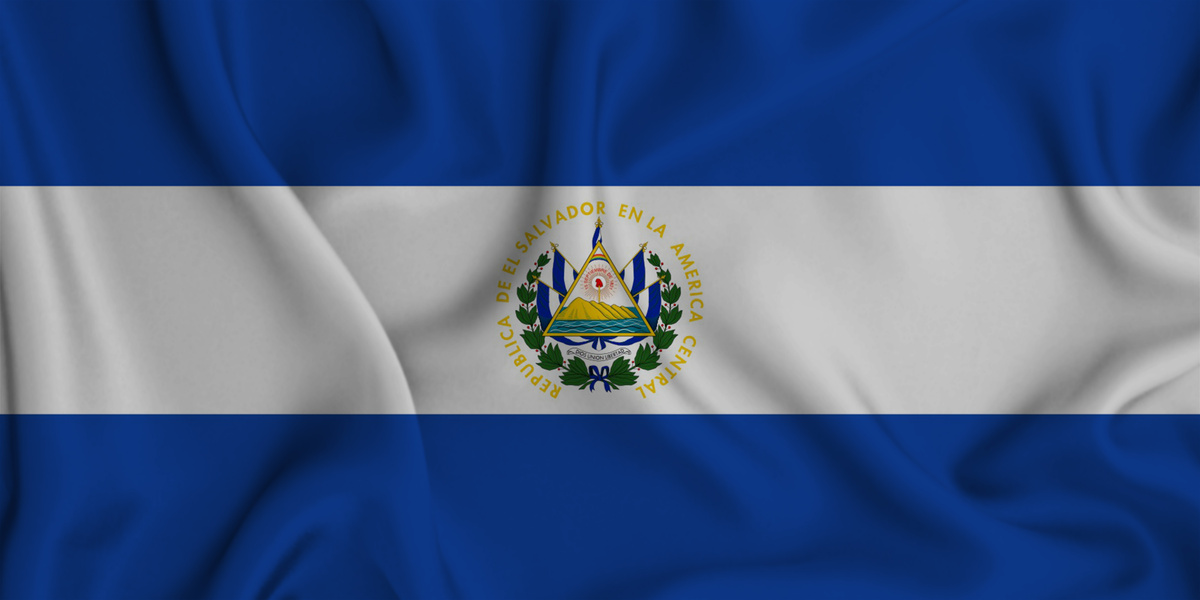 REPUBLICA DE EL SALVADOR EN LA AMERICA CENTRAL
DIOS UNION LIBERTAD